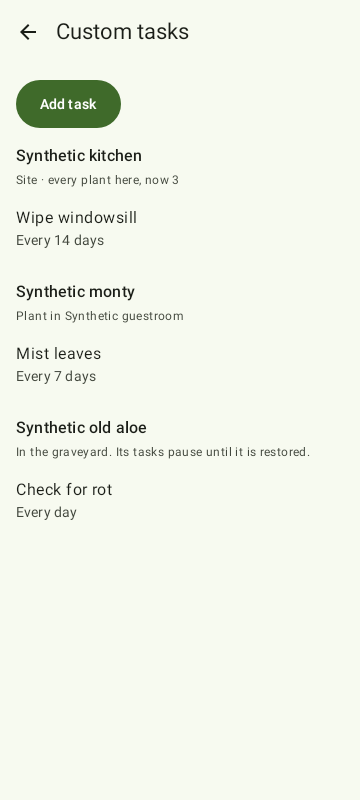 Custom tasks
Add task
Synthetic kitchen
Site · every plant here, now 3
Wipe windowsill
Every 14 days
Synthetic monty
Plant in Synthetic guestroom
Mist leaves
Every 7 days
Synthetic old aloe
In the graveyard. Its tasks pause until it is restored.
Check for rot
Every day